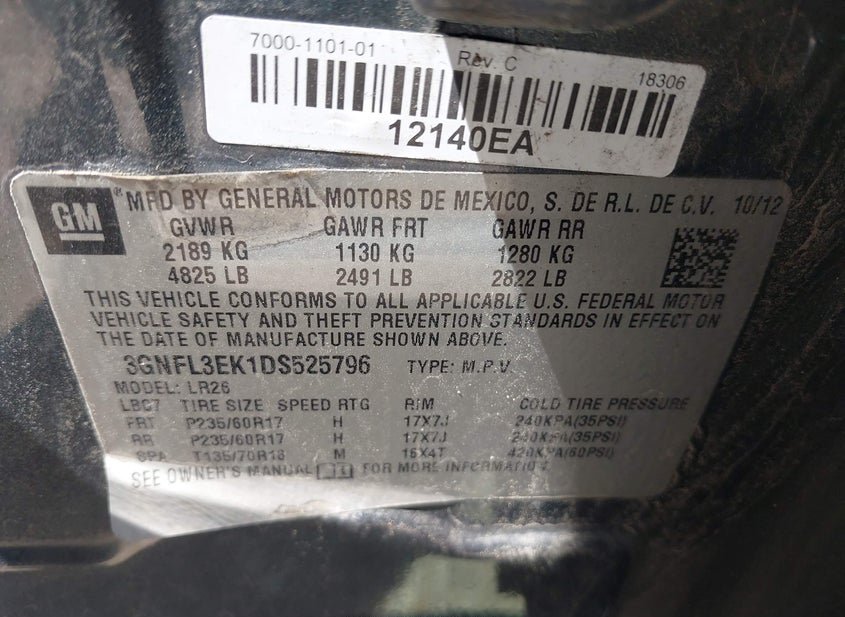 7000-1101-01 Rev. C 18306
12140EA
GM ® MFD BY GENERAL MOTORS DE MEXICO, S. DE R.L. DE C.V. 10/12
GVWR GAWR FRT GAWR RR
2189 KG 1130 KG 1280 KG
4825 LB 2491 LB 2822 LB
THIS VEHICLE CONFORMS TO ALL APPLICABLE U.S. FEDERAL MOTOR
VEHICLE SAFETY AND THEFT PREVENTION STANDARDS IN EFFECT ON
THE DATE OF MANUFACTURE SHOWN ABOVE.
3GNFL3EK1DS525796 TYPE: M.P.V.
MODEL: LR26
TIRE SIZE SPEED RTG RIM COLD TIRE PRESSURE
FRT P235/60R17 H 17X7J 240KPA(35PSI)
RR P235/60R17 H 17X7J 240KPA(35PSI)
SPA T135/70R16 M 16X4T 420KPA(60PSI)
SEE OWNER'S MANUAL FOR MORE INFORMATION.